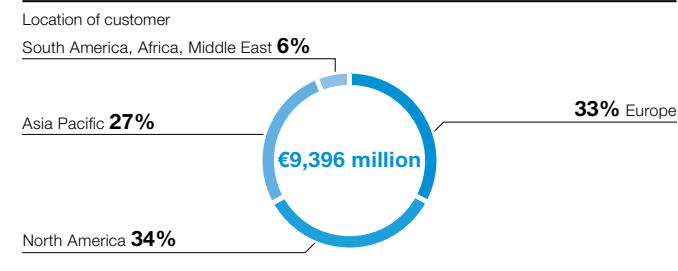 Location of customer
South America, Africa, Middle East 6%
33% Europe
Asia Pacific 27%
€9,396 million
North America 34%